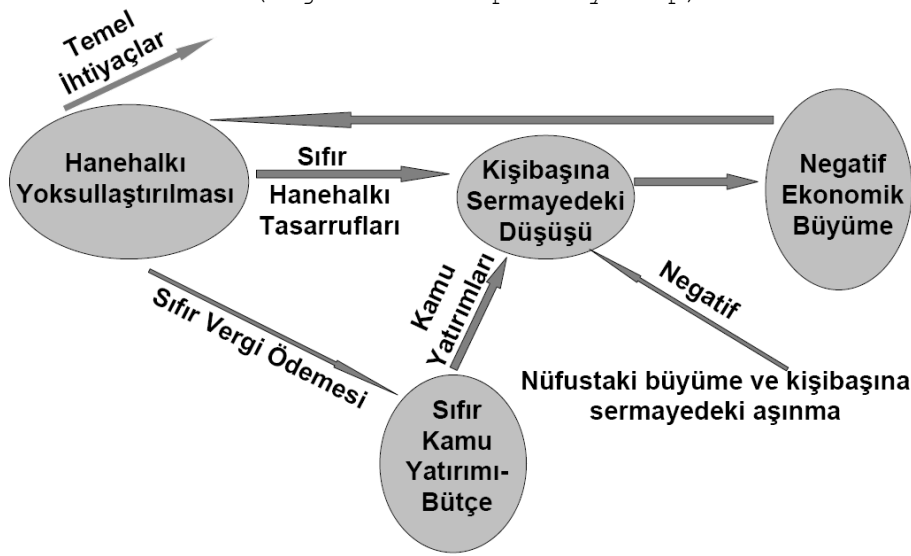 Temel
İhtiyaçlar
Hanehalkı
Yoksullaştırılması
Sıfır
Hanehalkı
Tasarrufları
Kişibaşına
Sermayedeki
Düşüşü
Negatif
Ekonomik
Büyüme
Sıfır Vergi Ödemesi
Kamu
Yatırımları
Negatif
Nüfustaki büyüme ve kişibaşına
sermayedeki aşınma
Sıfır
Kamu
Yatırımı-
Bütçe